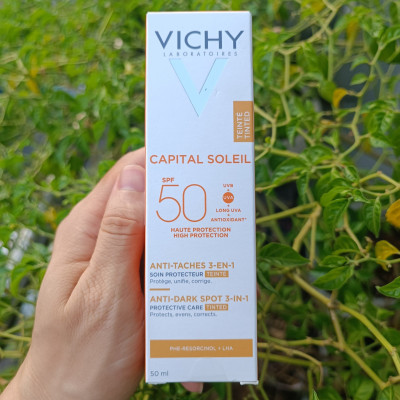 VICHY
LABORATOIRES
TEINTÉ
TINTED
CAPITAL SOLEIL
SPF
50
UVB
+
UVA
+
LONG UVA
+
ANTIOXIDANT*
HAUTE PROTECTION
HIGH PROTECTION
ANTI-TACHES 3-EN-1
SOIN PROTECTEUR TEINTÉ
Protège, unifie, corrige.
ANTI-DARK SPOT 3-IN-1
PROTECTIVE CARE TINTED
Protects, evens, corrects.
PHE-RESORCINOL + LHA
50 ml